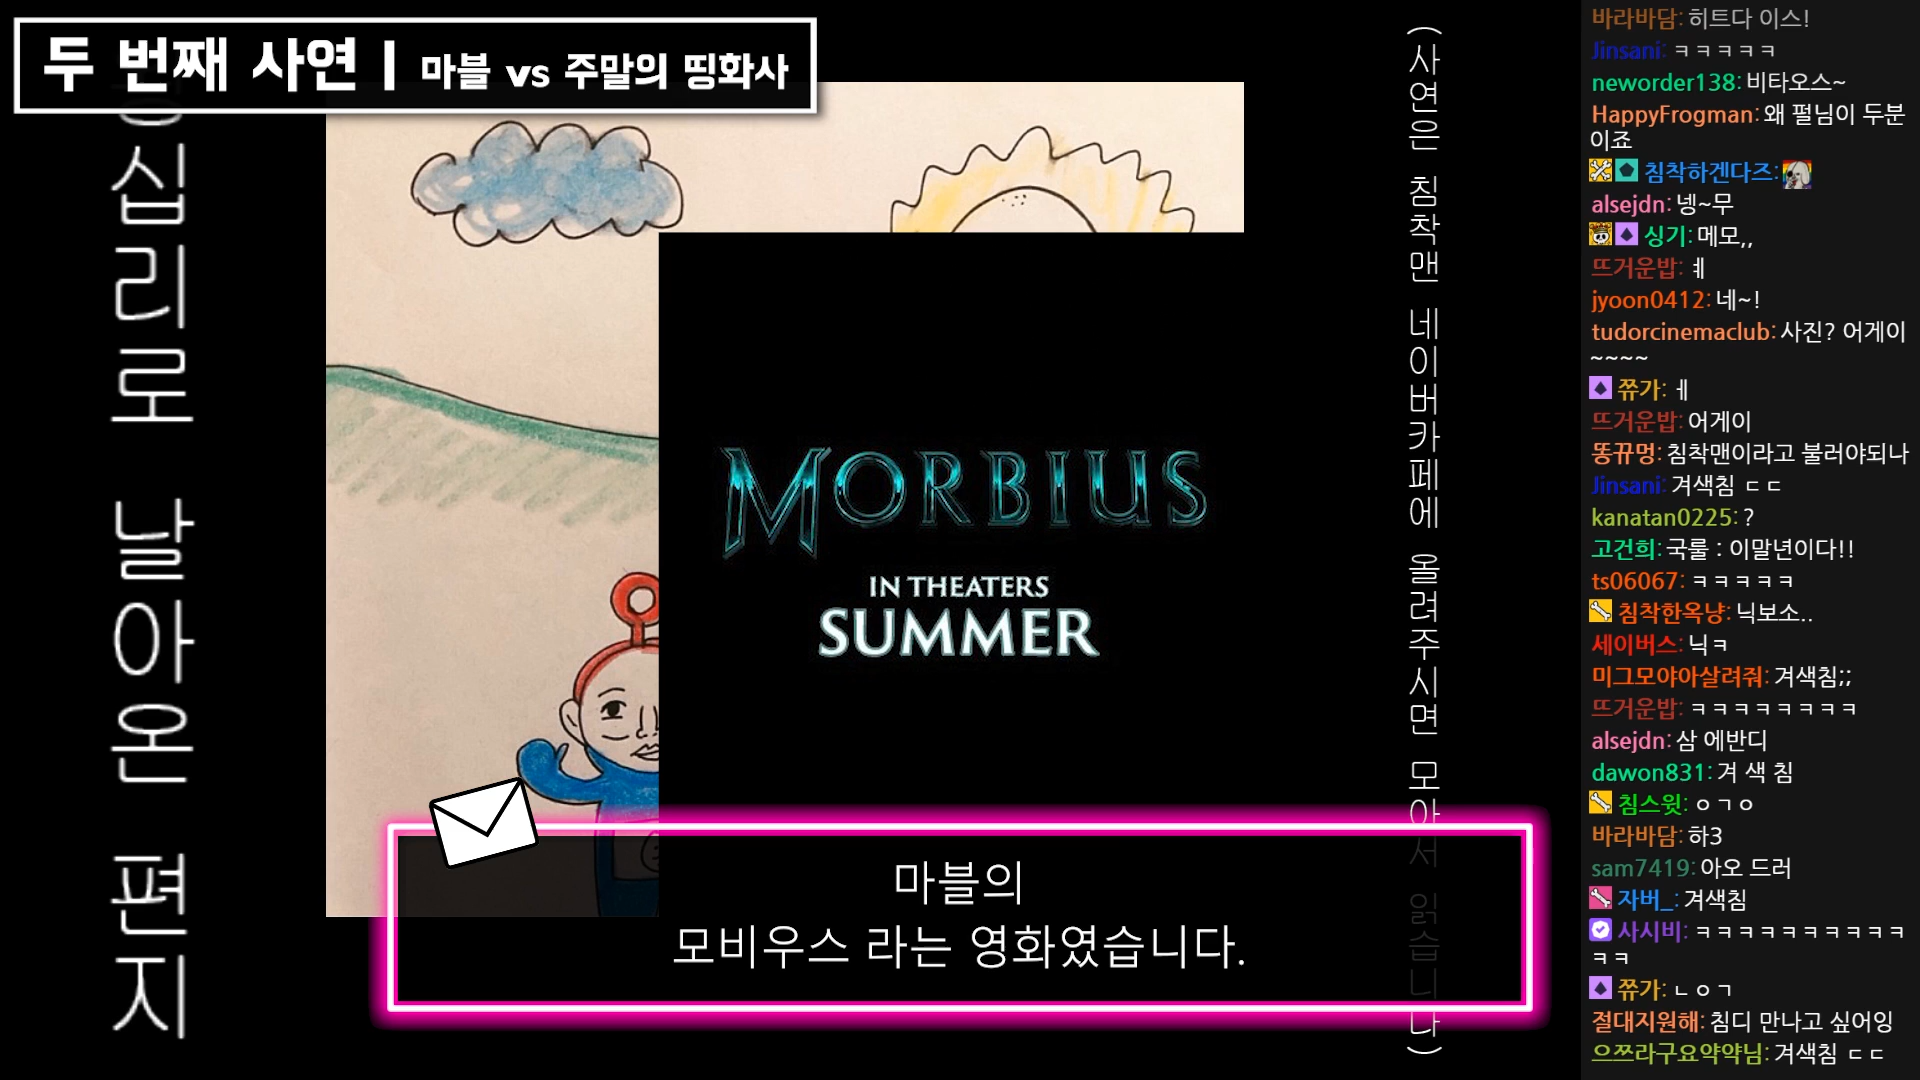 두 번째 사연 | 마블 vs 주말의 띵화사
십리로 날아온 편지
MORBIUS
IN THEATERS
SUMMER
마블의
모비우스 라는 영화였습니다.
(사연은 침착맨 네이버카페에 올려주시면 모아서 읽습니다)
바라바담: 히트다 이스!
Jinsani: ㅋㅋㅋㅋㅋ
neworder138: 비타오스~
HappyFrogman: 왜 펄님이 두분
이죠
침착하겐다즈:
alsejdn: 넹~무
싱기: 메모,,
뜨거운밥: ㅖ
jyoon0412: 네~!
tudorcinemaclub: 사진? 어게이
~~~~
쮸가: ㅔ
뜨거운밥: 어게이
똥뀨멍: 침착맨이라고 불러야되나
Jinsani: 겨색침 ㄷㄷ
kanatan0225: ?
고건희: 국룰 : 이말년이다!!
ts06067: ㅋㅋㅋㅋㅋ
침착한옥냥: 닉보소..
세이버스: 닉ㅋ
미그모야아살려줘: 겨색침;;
뜨거운밥: ㅋㅋㅋㅋㅋㅋㅋㅋ
alsejdn: 삼 에반디
dawon831: 겨 색 침
침스윗: ㅇㄱㅇ
바라바담: 하3
sam7419: 아오 드러
자버_: 겨색침
사시비: ㅋㅋㅋㅋㅋㅋㅋㅋㅋㅋ
ㅋㅋ
쮸가: ㄴㅇㄱ
절대지원해: 침디 만나고 싶어잉
으쯔라구요약약님: 겨색침 ㄷㄷ